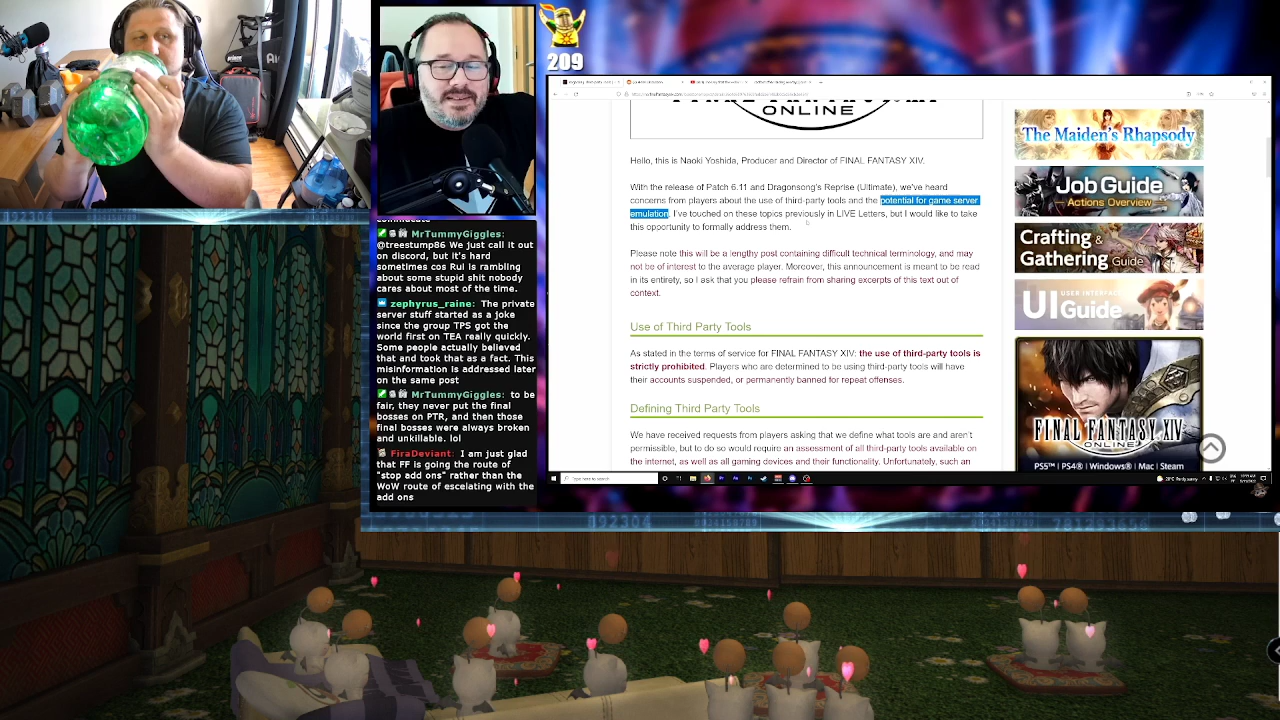 209
ONLINE
Hello, this is Naoki Yoshida, Producer and Director of FINAL FANTASY XIV.
With the release of Patch 6.11 and Dragonsong's Reprise (Ultimate), we've heard
concerns from players about the use of third-party tools and the potential for game server
emulation. I've touched on these topics previously in LIVE Letters, but I would like to take
this opportunity to formally address them.
Please note this will be a lengthy post containing difficult technical terminology, and may
not be of interest to the average player. Moreover, this announcement is meant to be read
in its entirety, so I ask that you please refrain from sharing excerpts of this text out of
context.
Use of Third Party Tools
As stated in the terms of service for FINAL FANTASY XIV: the use of third-party tools is
strictly prohibited. Players who are determined to be using third-party tools will have
their accounts suspended, or permanently banned for repeat offenses.
Defining Third Party Tools
We have received requests from players asking that we define what tools are and aren't
permissible, but to do so would require an assessment of all third-party tools available on
the internet, as well as all gaming devices and their functionality. Unfortunately, such an
The Maiden's Rhapsody
Job Guide
Actions Overview
Crafting &
Gathering Guide
USER INTERFACE
UI Guide
FINAL FANTASY XIV
ONLINE
PS5™ | PS4® | Windows® | Mac | Steam
Type here to search
MrTummyGiggles:
@treestump86 We just call it out
on discord, but it's hard
sometimes cos Rui is rambling
about some stupid shit nobody
cares about most of the time.
zephyrus_raine: The private
server stuff started as a joke
since the group TPS got the
world first on TEA really quickly.
Some people actually believed
that and took that as a fact. This
misinformation is addressed later
on the same post
MrTummyGiggles: to be
fair, they never put the final
bosses on PTR, and then those
final bosses were always broken
and unkillable. lol
FiraDeviant: I am just glad
that FF is going the route of
"stop add ons" rather than the
WoW route of escelating with the
add ons
892304
781293656